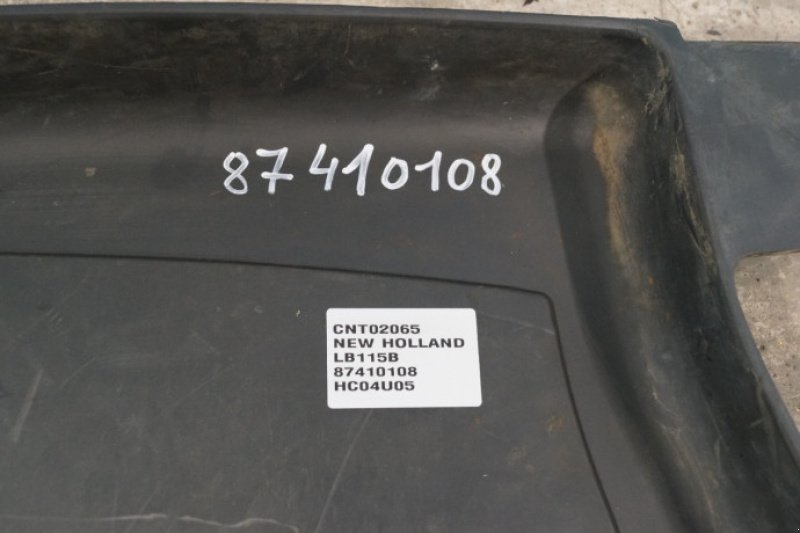 87410108
CNT02065
NEW HOLLAND
LB115B
87410108
HC04U05